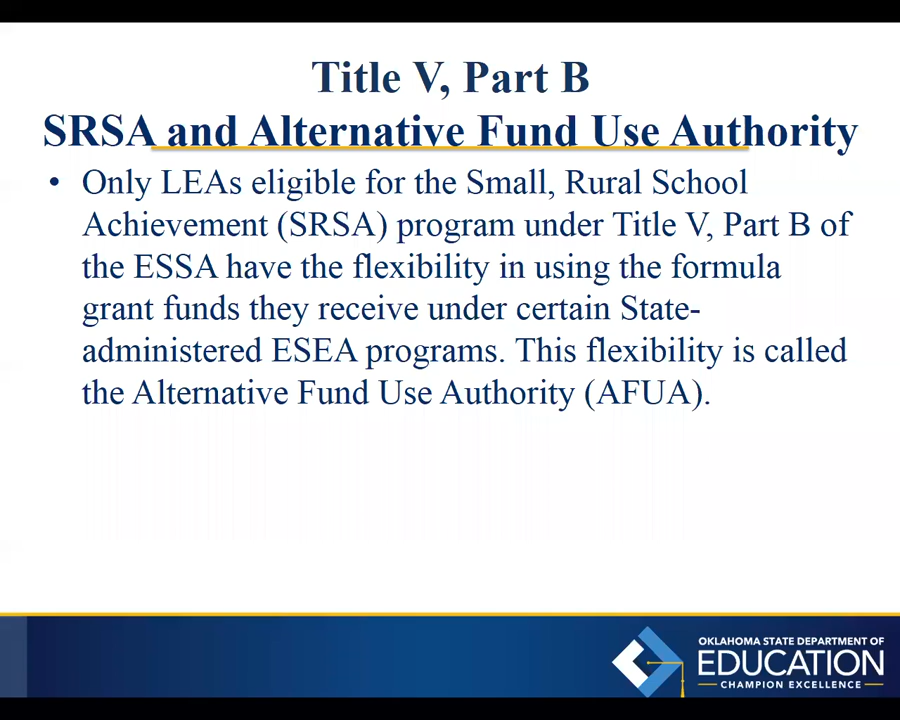 Title V, Part B
SRSA and Alternative Fund Use Authority
• Only LEAs eligible for the Small, Rural School
Achievement (SRSA) program under Title V, Part B of
the ESSA have the flexibility in using the formula
grant funds they receive under certain State-
administered ESEA programs. This flexibility is called
the Alternative Fund Use Authority (AFUA).
OKLAHOMA STATE DEPARTMENT OF
EDUCATION
CHAMPION EXCELLENCE